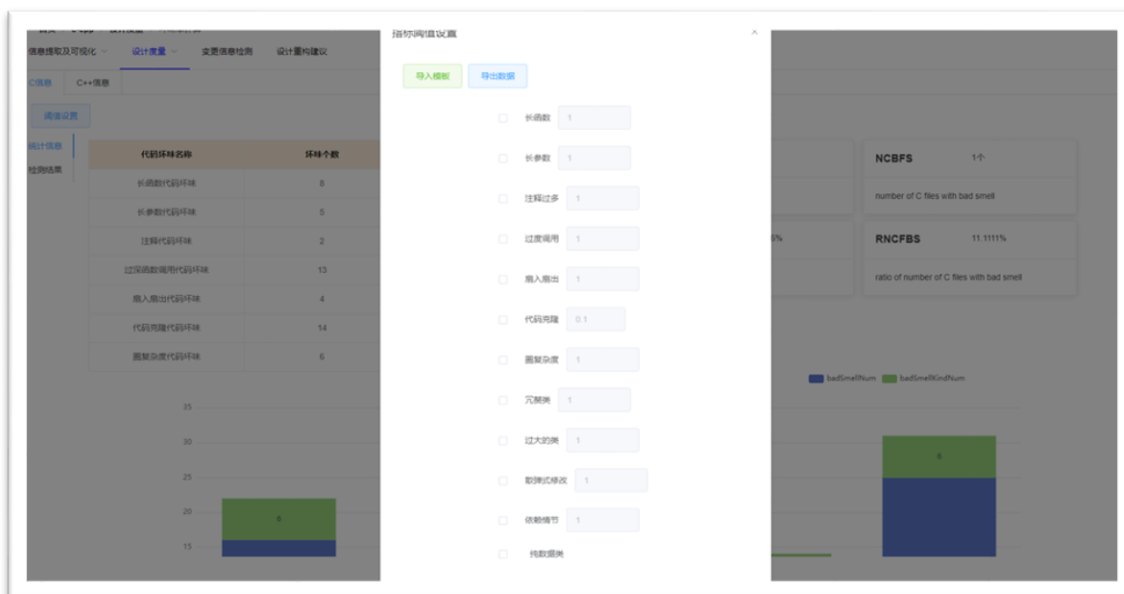 指标阈值设置
信息提取及可视化 设计度量 变更信息检测 设计重构建议
C信息 C++信息
导入模板 导出数据
阈值设置
统计信息
检测结果
代码坏味名称 坏味个数
长函数代码坏味 8
长参数代码坏味 5
注释代码坏味 2
过深函数调用代码坏味 13
扇入扇出代码坏味 4
代码克隆代码坏味 14
圈复杂度代码坏味 6
长函数 1
长参数 1
注释过多 1
过度调用 1
扇入扇出 1
代码克隆 0.1
圈复杂度 1
冗赘类 1
过大的类 1
散弹式修改 1
依赖情节 1
纯数据类
NCBFS 1个
number of C files with bad smell
RNCFBS 11.1111%
ratio of number of C files with bad smell
badSmellNum badSmellKindNum
35
30
25
20
15
6
6